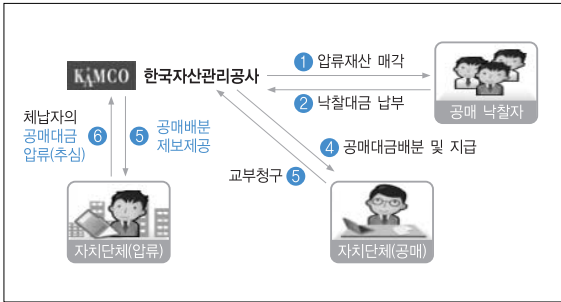 KAMCO 한국자산관리공사
1 압류재산 매각
2 낙찰대금 납부
공매 낙찰자
체납자의
공매대금
압류(추심)
6
5 공매배분
제보제공
4 공매대금배분 및 지급
교부청구 5
자치단체(압류)
자치단체(공매)